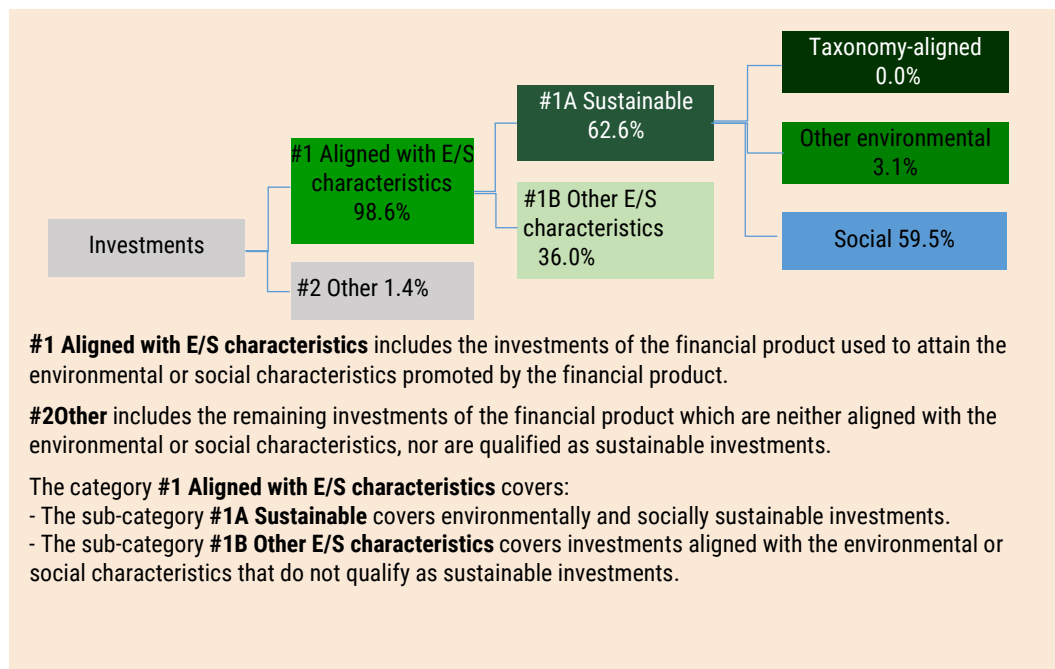 Investments
#1 Aligned with E/S
characteristics
98.6%
#2 Other 1.4%
#1A Sustainable
62.6%
#1B Other E/S
characteristics
36.0%
Taxonomy-aligned
0.0%
Other environmental
3.1%
Social 59.5%
#1 Aligned with E/S characteristics includes the investments of the financial product used to attain the
environmental or social characteristics promoted by the financial product.
#2Other includes the remaining investments of the financial product which are neither aligned with the
environmental or social characteristics, nor are qualified as sustainable investments.
The category #1 Aligned with E/S characteristics covers:
- The sub-category #1A Sustainable covers environmentally and socially sustainable investments.
- The sub-category #1B Other E/S characteristics covers investments aligned with the environmental or
social characteristics that do not qualify as sustainable investments.